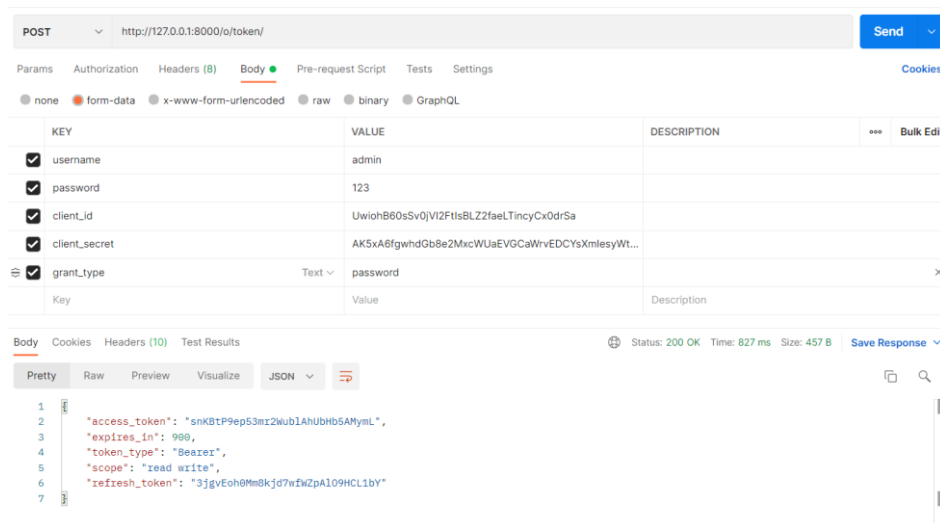 POST http://127.0.0.1:8000/o/token/ Send
Params Authorization Headers (8) Body Pre-request Script Tests Settings Cookies
none form-data x-www-form-urlencoded raw binary GraphQL
KEY VALUE DESCRIPTION ooo Bulk Edi
username admin
password 123
client_id UwiohB60sSv0jVI2FtIsBLZ2faeLTincyCx0drSa
client_secret AK5xA6fgwhdGb8e2MxcWUaEVGCaWrvEDCYsXmlesyWt...
grant_type Text password
Key Value Description
Body Cookies Headers (10) Test Results Status: 200 OK Time: 827 ms Size: 457 B Save Response
Pretty Raw Preview Visualize JSON
1 {
2 "access_token": "snKBtP9ep53mr2WublAhUbHb5AMymL",
3 "expires_in": 900,
4 "token_type": "Bearer",
5 "scope": "read write",
6 "refresh_token": "3jgvEoh0Mm8kjd7wfWZpAlO9HCL1bY"
7 }